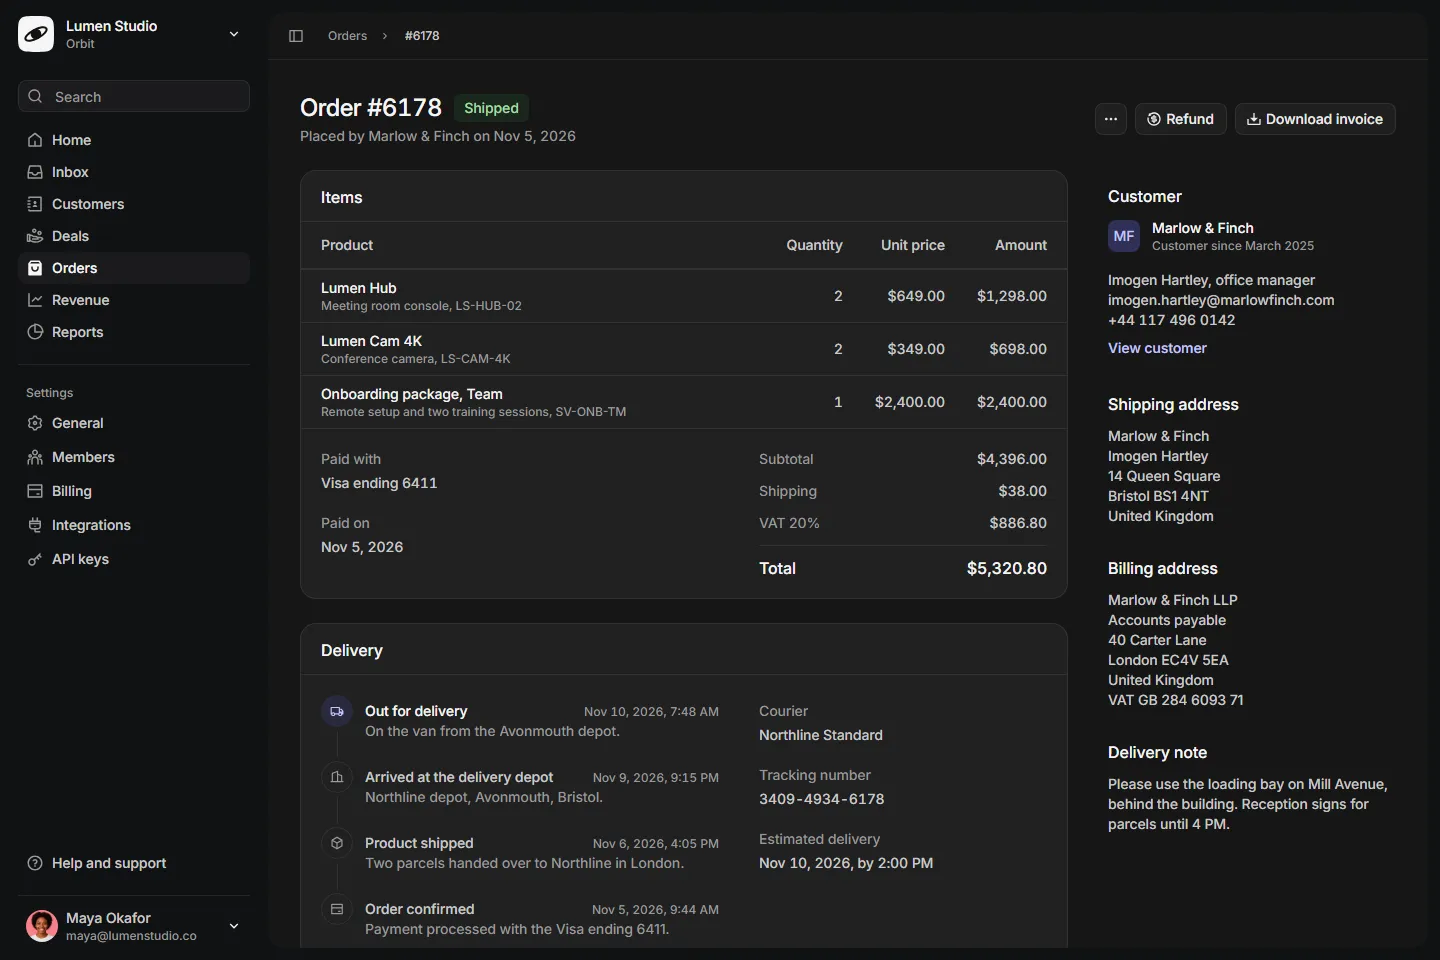 Lumen Studio
Orbit
Search
Home
Inbox
Customers
Deals
Orders
Revenue
Reports
Settings
General
Members
Billing
Integrations
API keys
Help and support
Maya Okafor
maya@lumenstudio.co
Orders > #6178
Order #6178 Shipped
Placed by Marlow & Finch on Nov 5, 2026
Refund Download invoice
Items
Product Quantity Unit price Amount
Lumen Hub
Meeting room console, LS-HUB-02
2 $649.00 $1,298.00
Lumen Cam 4K
Conference camera, LS-CAM-4K
2 $349.00 $698.00
Onboarding package, Team
Remote setup and two training sessions, SV-ONB-TM
1 $2,400.00 $2,400.00
Paid with
Visa ending 6411
Paid on
Nov 5, 2026
Subtotal $4,396.00
Shipping $38.00
VAT 20% $886.80
Total $5,320.80
Delivery
Out for delivery Nov 10, 2026, 7:48 AM
On the van from the Avonmouth depot.
Arrived at the delivery depot Nov 9, 2026, 9:15 PM
Northline depot, Avonmouth, Bristol.
Product shipped Nov 6, 2026, 4:05 PM
Two parcels handed over to Northline in London.
Order confirmed Nov 5, 2026, 9:44 AM
Payment processed with the Visa ending 6411.
Courier
Northline Standard
Tracking number
3409-4934-6178
Estimated delivery
Nov 10, 2026, by 2:00 PM
Customer
MF
Marlow & Finch
Customer since March 2025
Imogen Hartley, office manager
imogen.hartley@marlowfinch.com
+44 117 496 0142
View customer
Shipping address
Marlow & Finch
Imogen Hartley
14 Queen Square
Bristol BS1 4NT
United Kingdom
Billing address
Marlow & Finch LLP
Accounts payable
40 Carter Lane
London EC4V 5EA
United Kingdom
VAT GB 284 6093 71
Delivery note
Please use the loading bay on Mill Avenue,
behind the building. Reception signs for
parcels until 4 PM.